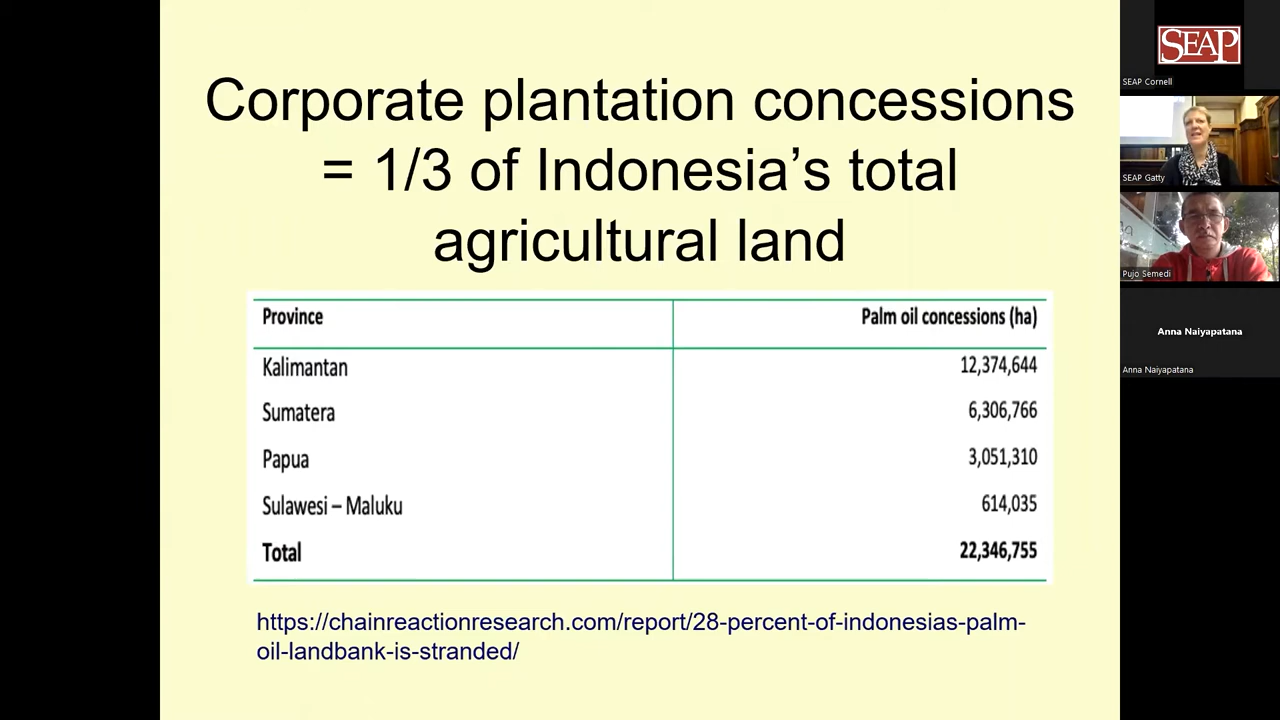 Corporate plantation concessions
= 1/3 of Indonesia’s total
agricultural land
Province Palm oil concessions (ha)
Kalimantan 12,374,644
Sumatera 6,306,766
Papua 3,051,310
Sulawesi – Maluku 614,035
Total 22,346,755
https://chainreactionresearch.com/report/28-percent-of-indonesias-palm-
oil-landbank-is-stranded/
SEAP
SEAP Cornell
SEAP Gatty
Pujo Semedi
Anna Naiyapatana
Anna Naiyapatana